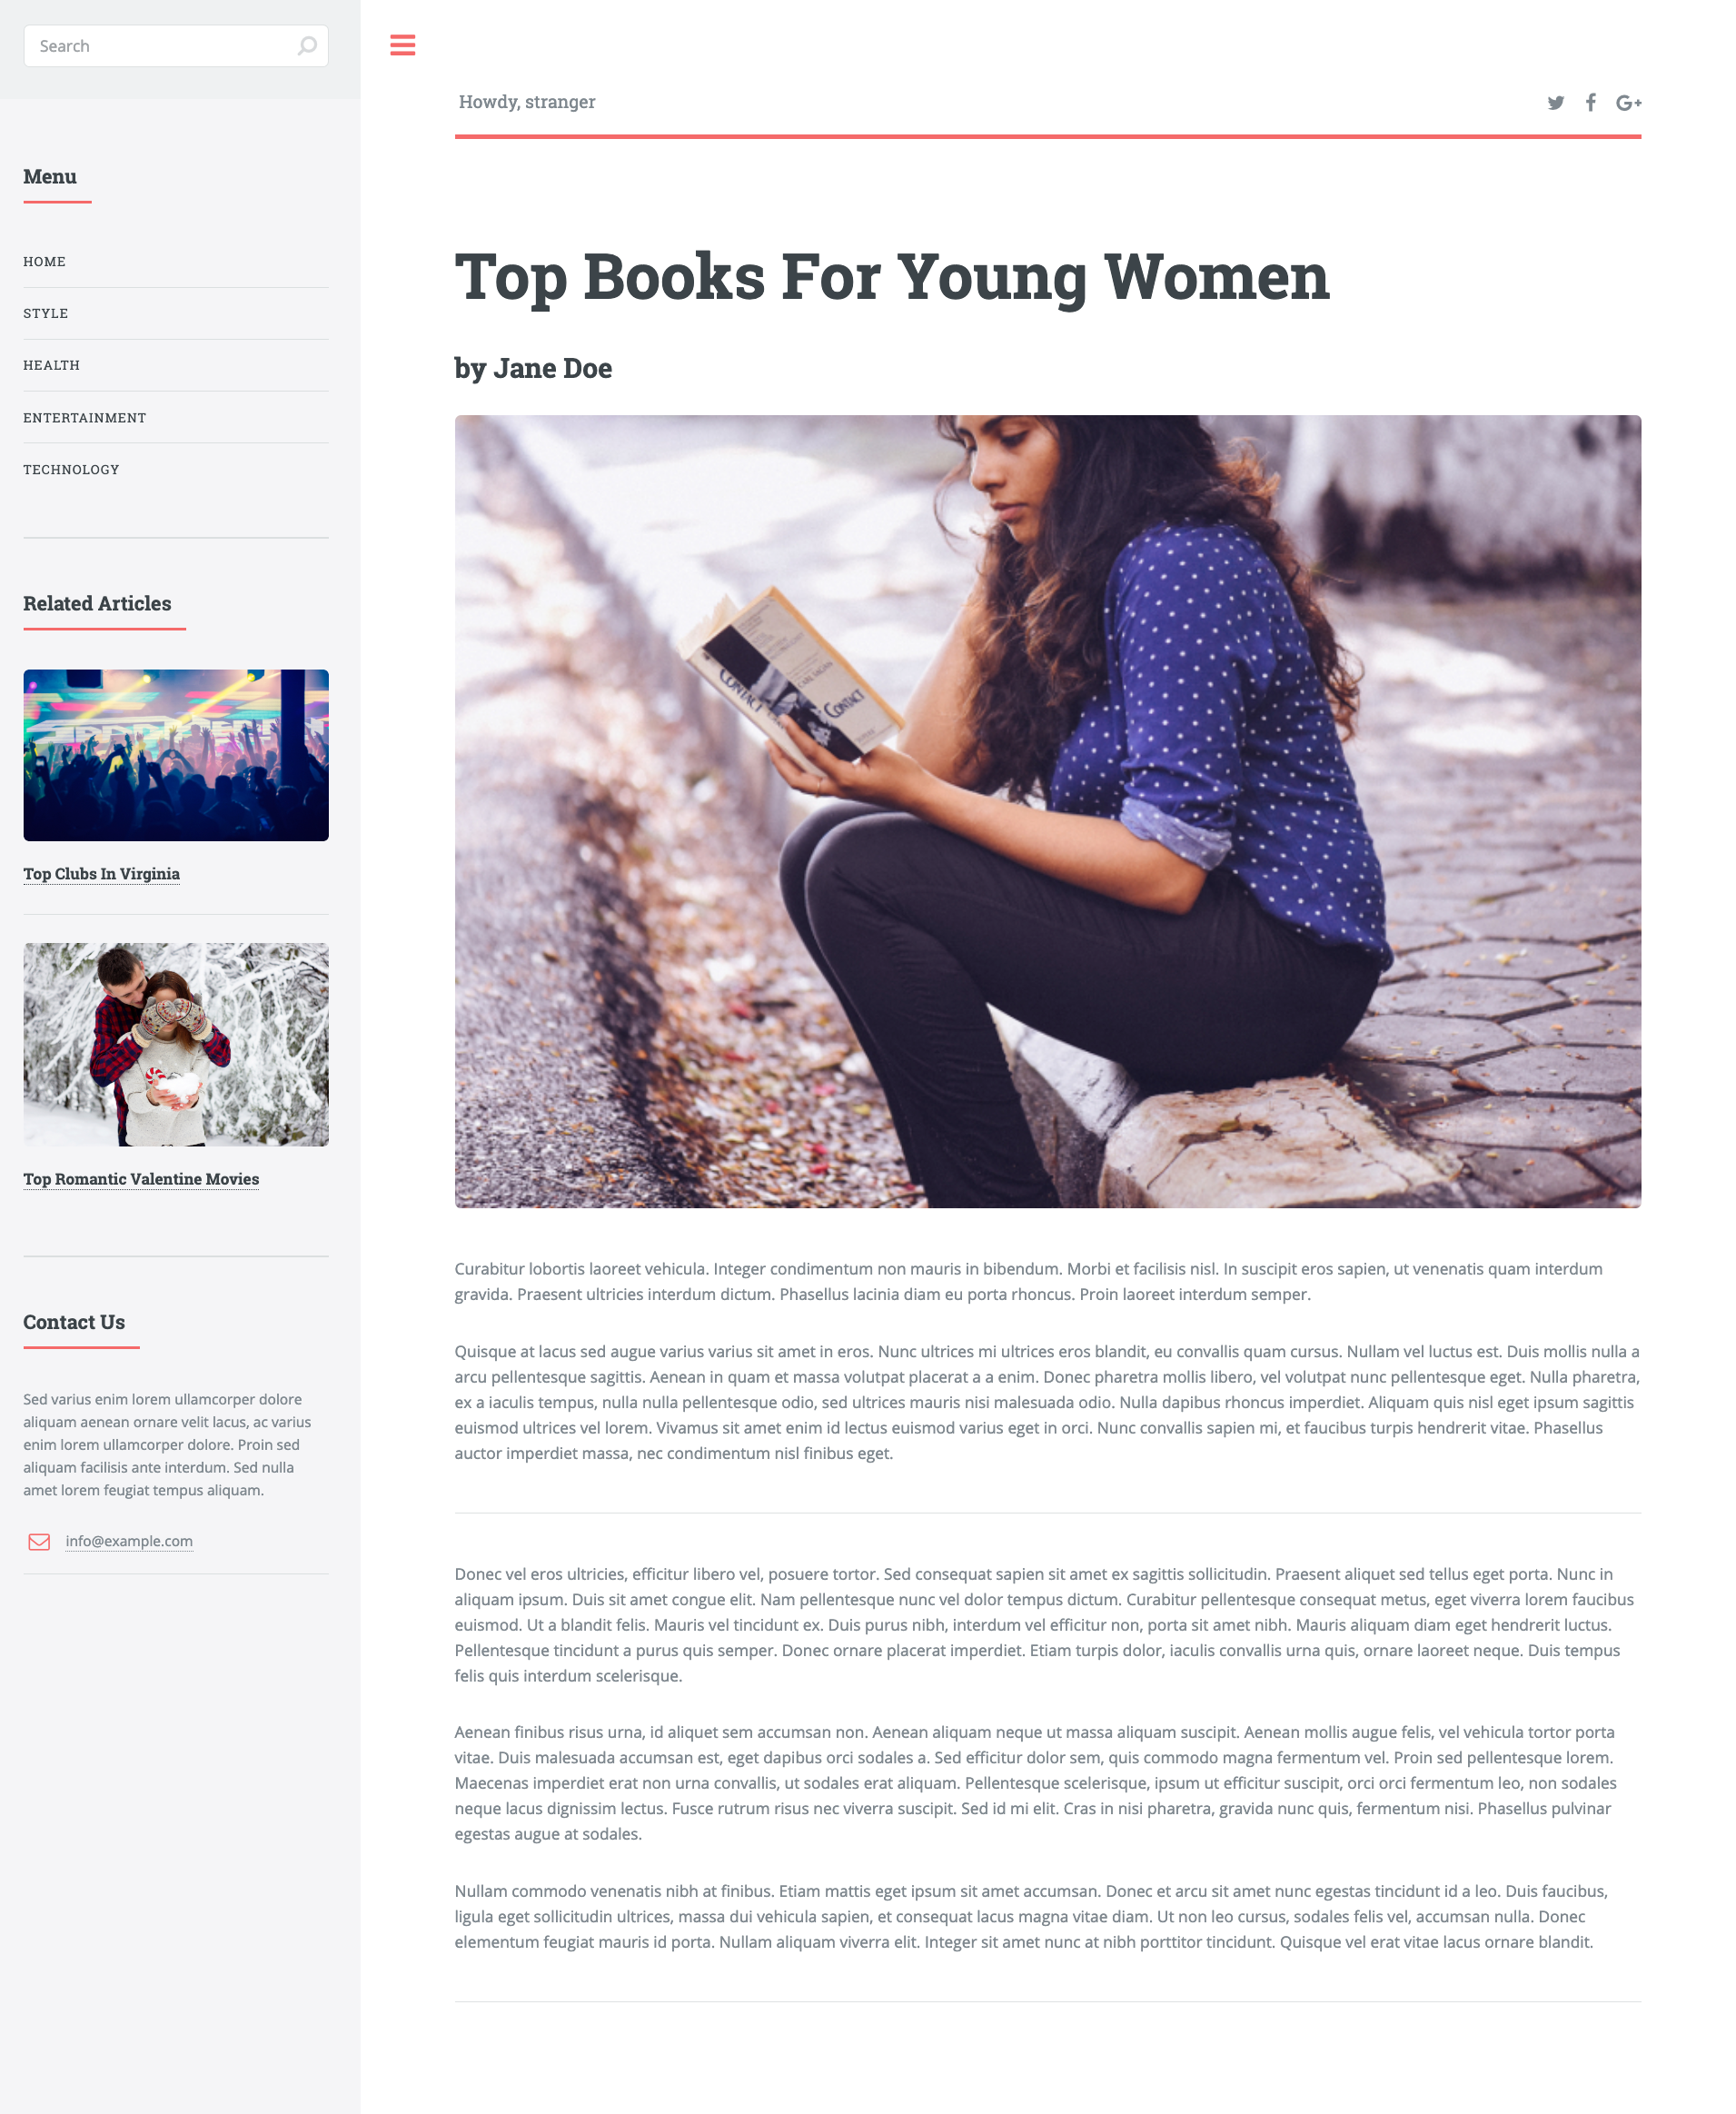 Search
Menu
HOME
STYLE
HEALTH
ENTERTAINMENT
TECHNOLOGY
Related Articles
Top Clubs In Virginia
Top Romantic Valentine Movies
Contact Us
Sed varius enim lorem ullamcorper dolore
aliquam aenean ornare velit lacus, ac varius
enim lorem ullamcorper dolore. Proin sed
aliquam facilisis ante interdum. Sed nulla
amet lorem feugiat tempus aliquam.
info@example.com
Howdy, stranger
Top Books For Young Women
by Jane Doe
CONTACT
CONTACT
Curabitur lobortis laoreet vehicula. Integer condimentum non mauris in bibendum. Morbi et facilisis nisl. In suscipit eros sapien, ut venenatis quam interdum
gravida. Praesent ultricies interdum dictum. Phasellus lacinia diam eu porta rhoncus. Proin laoreet interdum semper.
Quisque at lacus sed augue varius varius sit amet in eros. Nunc ultrices mi ultrices eros blandit, eu convallis quam cursus. Nullam vel luctus est. Duis mollis nulla a
arcu pellentesque sagittis. Aenean in quam et massa volutpat placerat a a enim. Donec pharetra mollis libero, vel volutpat nunc pellentesque eget. Nulla pharetra,
ex a iaculis tempus, nulla nulla pellentesque odio, sed ultrices mauris nisi malesuada odio. Nulla dapibus rhoncus imperdiet. Aliquam quis nisl eget ipsum sagittis
euismod ultrices vel lorem. Vivamus sit amet enim id lectus euismod varius eget in orci. Nunc convallis sapien mi, et faucibus turpis hendrerit vitae. Phasellus
auctor imperdiet massa, nec condimentum nisl finibus eget.
Donec vel eros ultricies, efficitur libero vel, posuere tortor. Sed consequat sapien sit amet ex sagittis sollicitudin. Praesent aliquet sed tellus eget porta. Nunc in
aliquam ipsum. Duis sit amet congue elit. Nam pellentesque nunc vel dolor tempus dictum. Curabitur pellentesque consequat metus, eget viverra lorem faucibus
euismod. Ut a blandit felis. Mauris vel tincidunt ex. Duis purus nibh, interdum vel efficitur non, porta sit amet nibh. Mauris aliquam diam eget hendrerit luctus.
Pellentesque tincidunt a purus quis semper. Donec ornare placerat imperdiet. Etiam turpis dolor, iaculis convallis urna quis, ornare laoreet neque. Duis tempus
felis quis interdum scelerisque.
Aenean finibus risus urna, id aliquet sem accumsan non. Aenean aliquam neque ut massa aliquam suscipit. Aenean mollis augue felis, vel vehicula tortor porta
vitae. Duis malesuada accumsan est, eget dapibus orci sodales a. Sed efficitur dolor sem, quis commodo magna fermentum vel. Proin sed pellentesque lorem.
Maecenas imperdiet erat non urna convallis, ut sodales erat aliquam. Pellentesque scelerisque, ipsum ut efficitur suscipit, orci orci fermentum leo, non sodales
neque lacus dignissim lectus. Fusce rutrum risus nec viverra suscipit. Sed id mi elit. Cras in nisi pharetra, gravida nunc quis, fermentum nisi. Phasellus pulvinar
egestas augue at sodales.
Nullam commodo venenatis nibh at finibus. Etiam mattis eget ipsum sit amet accumsan. Donec et arcu sit amet nunc egestas tincidunt id a leo. Duis faucibus,
ligula eget sollicitudin ultrices, massa dui vehicula sapien, et consequat lacus magna vitae diam. Ut non leo cursus, sodales felis vel, accumsan nulla. Donec
elementum feugiat mauris id porta. Nullam aliquam viverra elit. Integer sit amet nunc at nibh porttitor tincidunt. Quisque vel erat vitae lacus ornare blandit.